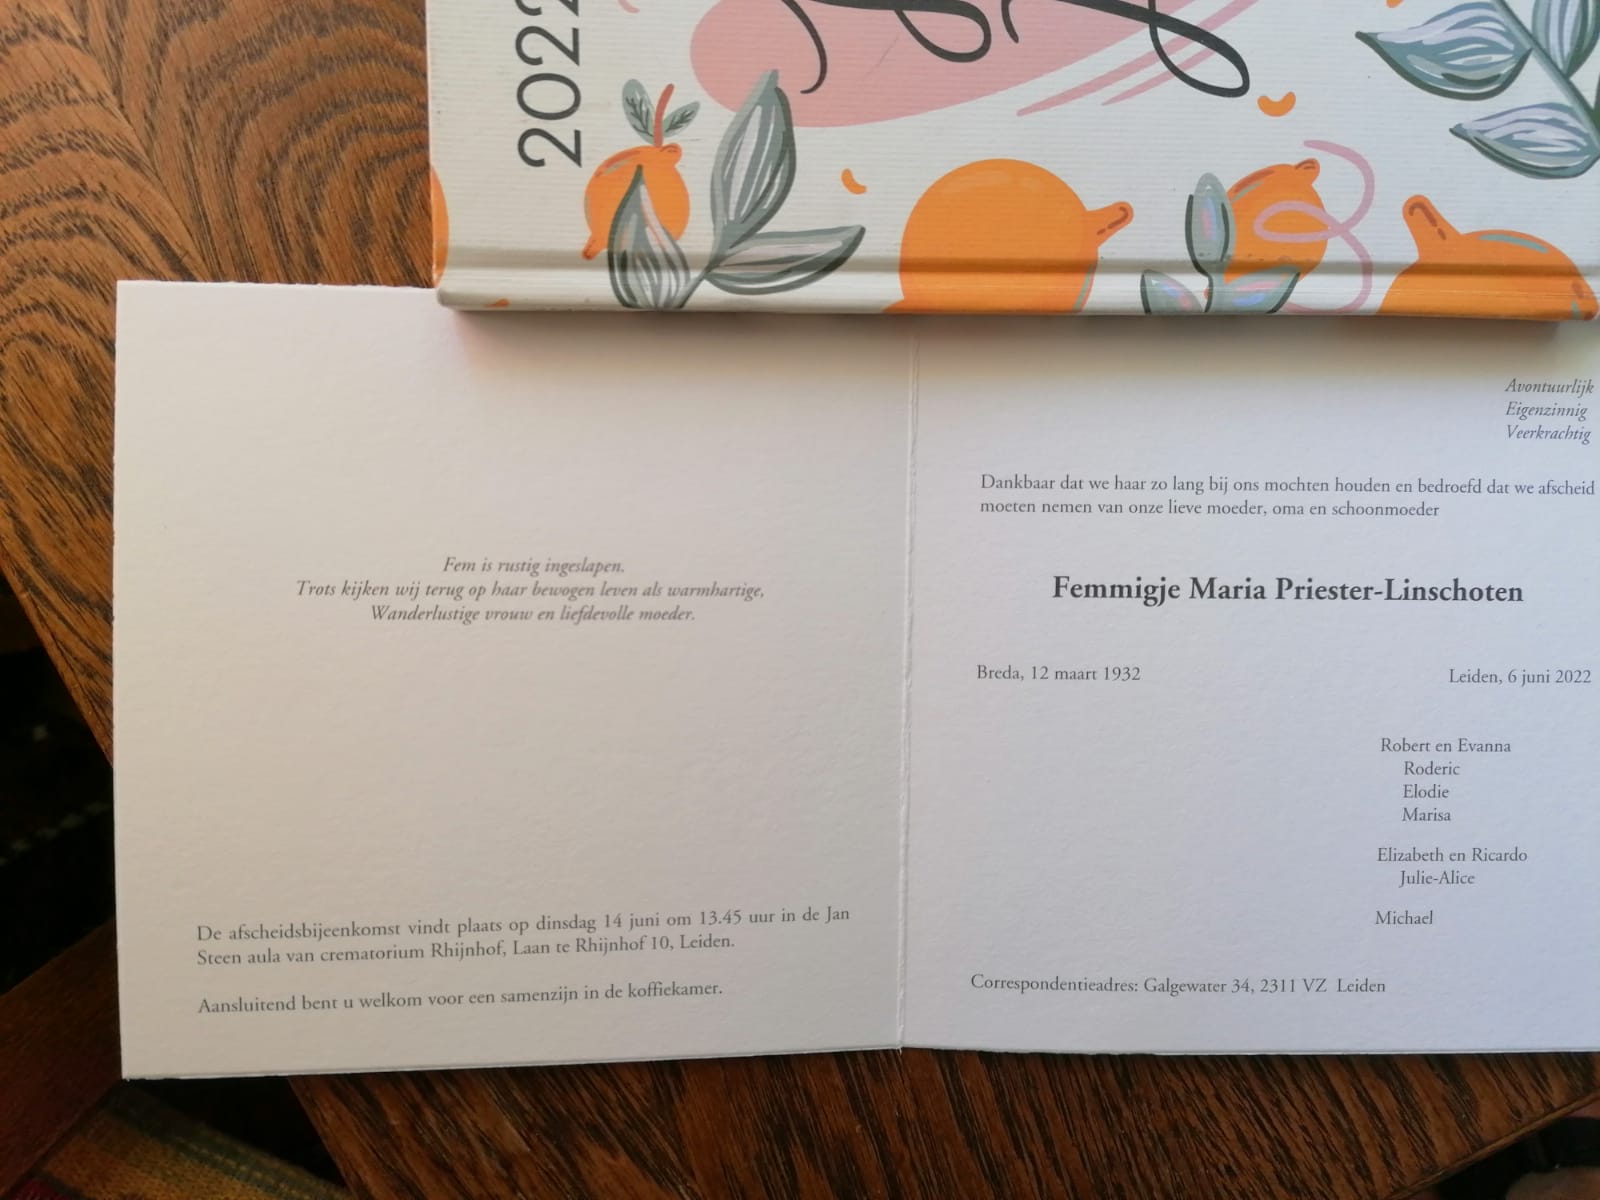 2022
Fem is rustig ingeslapen.
Trots kijken wij terug op haar bewogen leven als warmhartige,
Wanderlustige vrouw en liefdevolle moeder.
De afscheidsbijeenkomst vindt plaats op dinsdag 14 juni om 13.45 uur in de Jan
Steen aula van crematorium Rhijnhof, Laan te Rhijnhof 10, Leiden.
Aansluitend bent u welkom voor een samenzijn in de koffiekamer.
Avontuurlijk
Eigenzinnig
Veerkrachtig
Dankbaar dat we haar zo lang bij ons mochten houden en bedroefd dat we afscheid
moeten nemen van onze lieve moeder, oma en schoonmoeder
Femmigje Maria Priester-Linschoten
Breda, 12 maart 1932
Leiden, 6 juni 2022
Robert en Evanna
Roderic
Elodie
Marisa
Elizabeth en Ricardo
Julie-Alice
Michael
Correspondentieadres: Galgewater 34, 2311 VZ Leiden